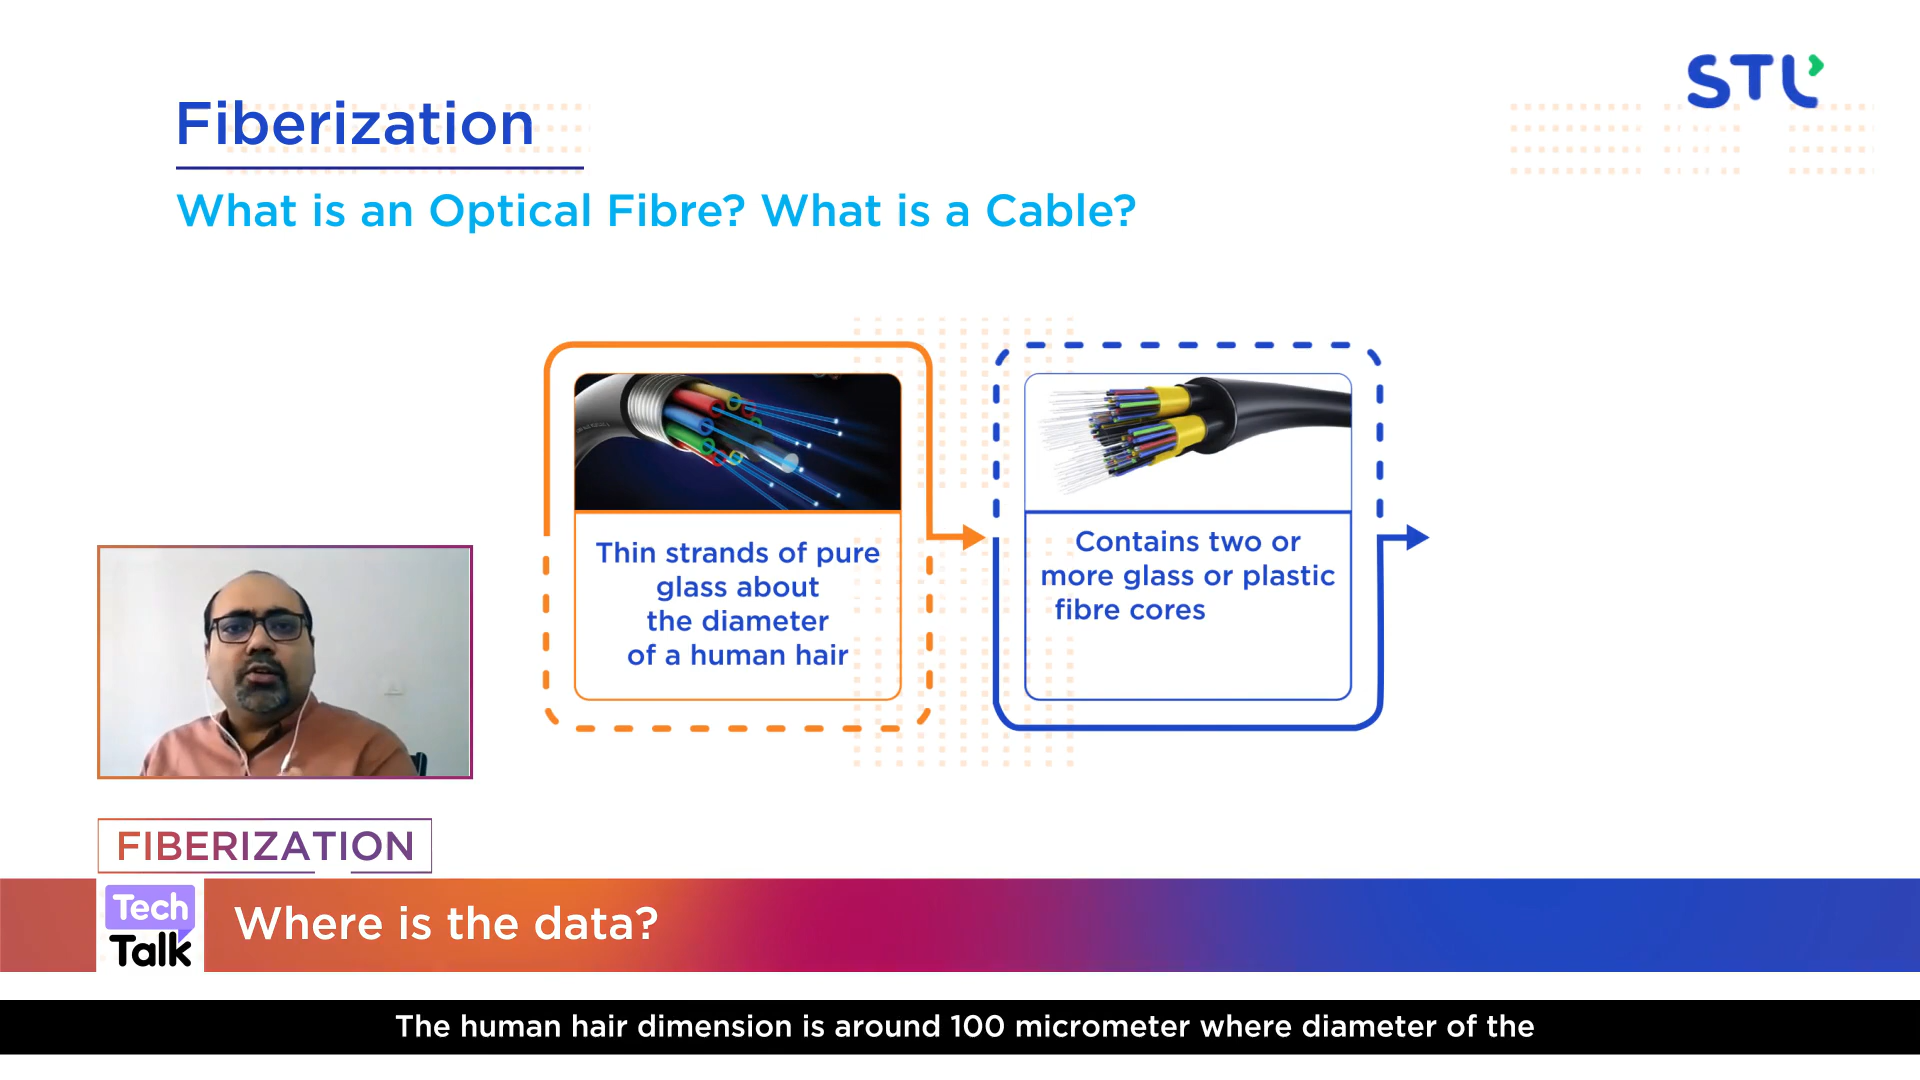 STL
Fiberization
What is an Optical Fibre? What is a Cable?
Thin strands of pure
glass about
the diameter
of a human hair
Contains two or
more glass or plastic
fibre cores
FIBERIZATION
Tech
Talk
Where is the data?
The human hair dimension is around 100 micrometer where diameter of the